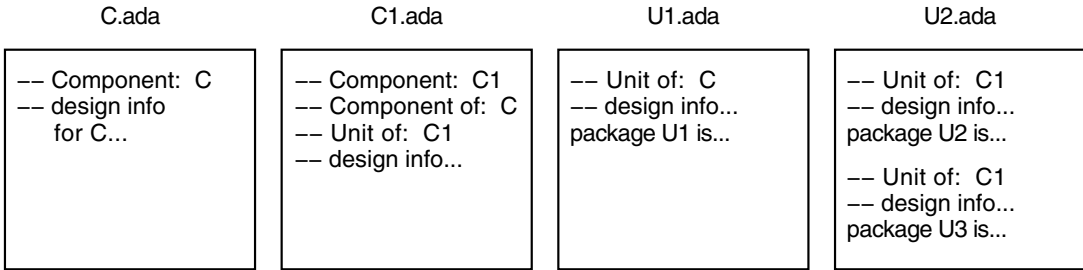 C.ada
-- Component: C
-- design info
for C...
C1.ada
-- Component: C1
-- Component of: C
-- Unit of: C1
-- design info...
U1.ada
-- Unit of: C
-- design info...
package U1 is...
U2.ada
-- Unit of: C1
-- design info...
package U2 is...
-- Unit of: C1
-- design info...
package U3 is...